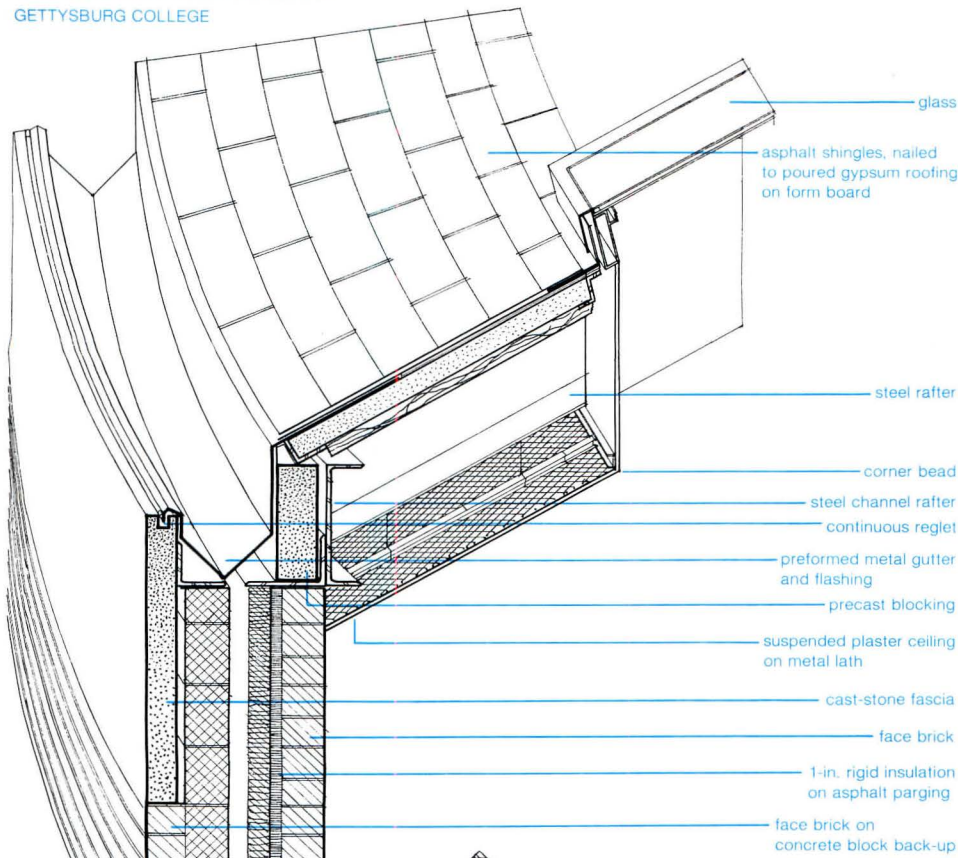 GETTYSBURG COLLEGE
glass
asphalt shingles, nailed
to poured gypsum roofing
on form board
steel rafter
corner bead
steel channel rafter
continuous reglet
preformed metal gutter
and flashing
precast blocking
suspended plaster ceiling
on metal lath
cast-stone fascia
face brick
1-in. rigid insulation
on asphalt parging
face brick on
concrete block back-up